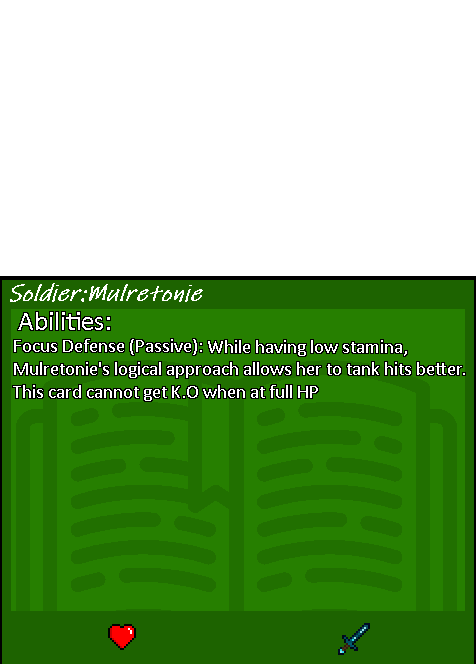 Soldier:Mulretonie
Abilities:
Focus Defense (Passive): While having low stamina,
Mulretonie's logical approach allows her to tank hits better.
This card cannot get K.O when at full HP